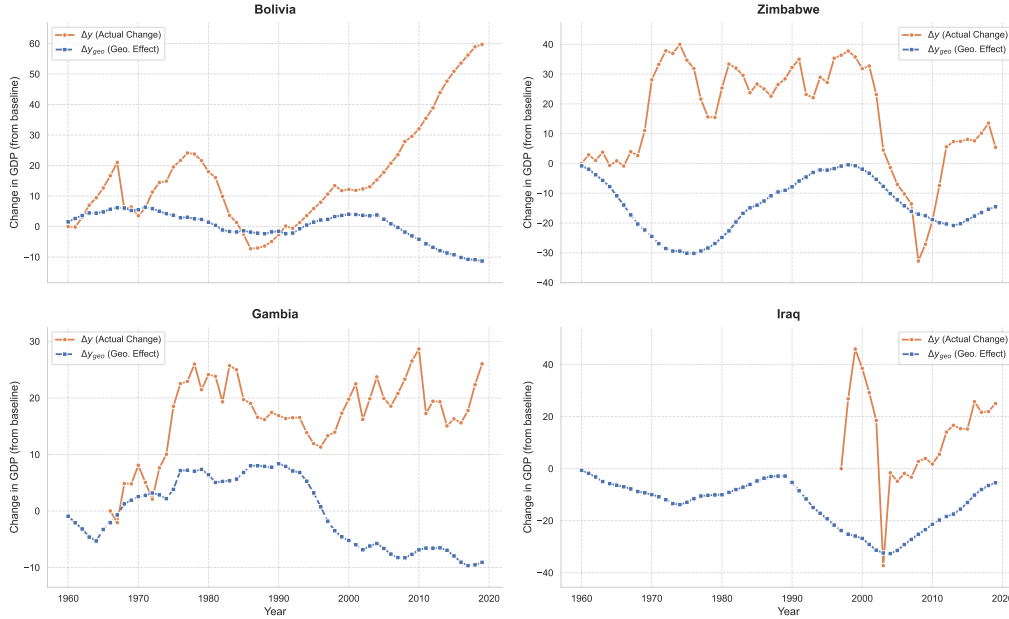 Bolivia
Δy (Actual Change)
Δy_geo (Geo. Effect)
Change in GDP (from baseline)
60
50
40
30
20
10
0
−10
Zimbabwe
Δy (Actual Change)
Δy_geo (Geo. Effect)
Change in GDP (from baseline)
40
30
20
10
0
−10
−20
−30
−40
Gambia
Δy (Actual Change)
Δy_geo (Geo. Effect)
Change in GDP (from baseline)
30
20
10
0
−10
1960 1970 1980 1990 2000 2010 2020
Year
Iraq
Δy (Actual Change)
Δy_geo (Geo. Effect)
Change in GDP (from baseline)
40
20
0
−20
−40
1960 1970 1980 1990 2000 2010
Year